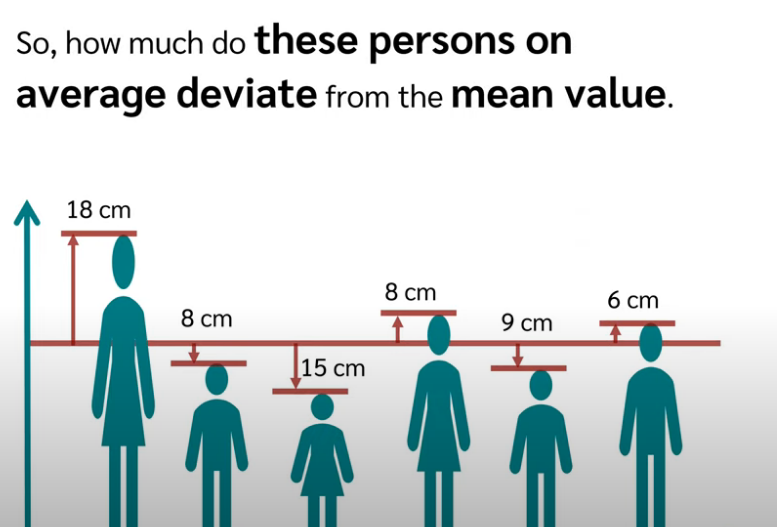 So, how much do these persons on
average deviate from the mean value.
18 cm
8 cm
15 cm
8 cm
9 cm
6 cm